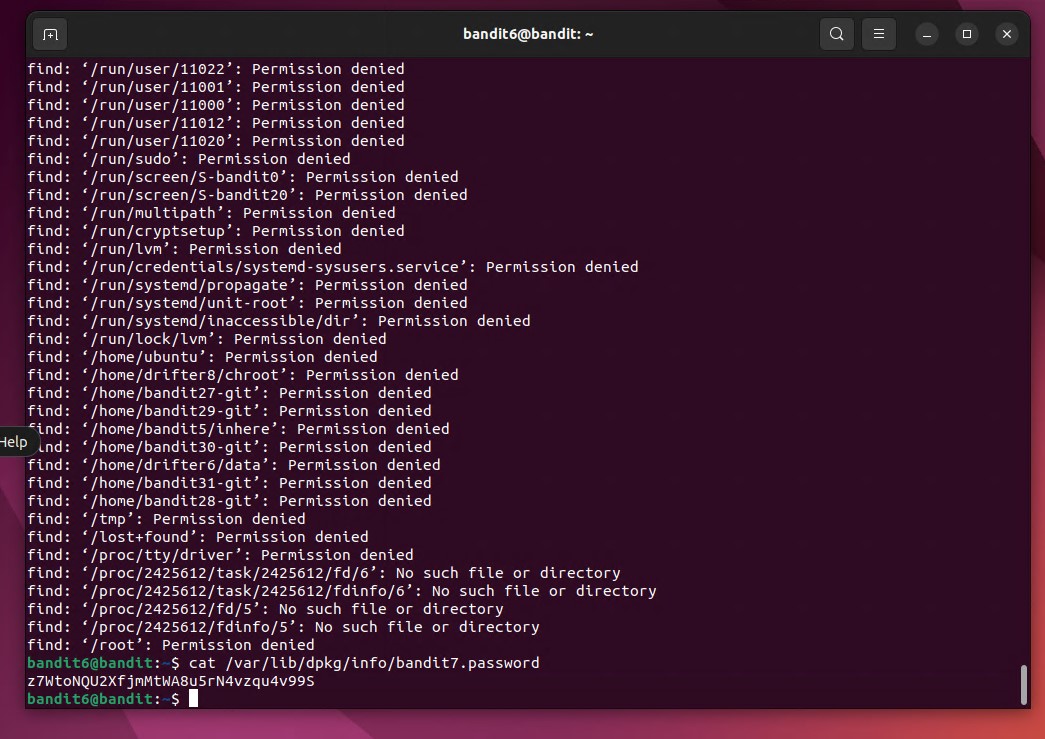 bandit6@bandit: ~
find: ‘/run/user/11022’: Permission denied
find: ‘/run/user/11001’: Permission denied
find: ‘/run/user/11000’: Permission denied
find: ‘/run/user/11012’: Permission denied
find: ‘/run/user/11020’: Permission denied
find: ‘/run/sudo’: Permission denied
find: ‘/run/screen/S-bandit0’: Permission denied
find: ‘/run/screen/S-bandit20’: Permission denied
find: ‘/run/multipath’: Permission denied
find: ‘/run/cryptsetup’: Permission denied
find: ‘/run/lvm’: Permission denied
find: ‘/run/credentials/systemd-sysusers.service’: Permission denied
find: ‘/run/systemd/propagate’: Permission denied
find: ‘/run/systemd/unit-root’: Permission denied
find: ‘/run/systemd/inaccessible/dir’: Permission denied
find: ‘/run/lock/lvm’: Permission denied
find: ‘/home/ubuntu’: Permission denied
find: ‘/home/drifter8/chroot’: Permission denied
find: ‘/home/bandit27-git’: Permission denied
find: ‘/home/bandit29-git’: Permission denied
find: ‘/home/bandit5/inhere’: Permission denied
Help
find: ‘/home/bandit30-git’: Permission denied
find: ‘/home/drifter6/data’: Permission denied
find: ‘/home/bandit31-git’: Permission denied
find: ‘/home/bandit28-git’: Permission denied
find: ‘/tmp’: Permission denied
find: ‘/lost+found’: Permission denied
find: ‘/proc/tty/driver’: Permission denied
find: ‘/proc/2425612/task/2425612/fd/6’: No such file or directory
find: ‘/proc/2425612/task/2425612/fdinfo/6’: No such file or directory
find: ‘/proc/2425612/fd/5’: No such file or directory
find: ‘/proc/2425612/fdinfo/5’: No such file or directory
find: ‘/root’: Permission denied
bandit6@bandit:~$ cat /var/lib/dpkg/info/bandit7.password
z7WtoNQU2XfjmMtWA8u5rN4vzqu4v99S
bandit6@bandit:~$